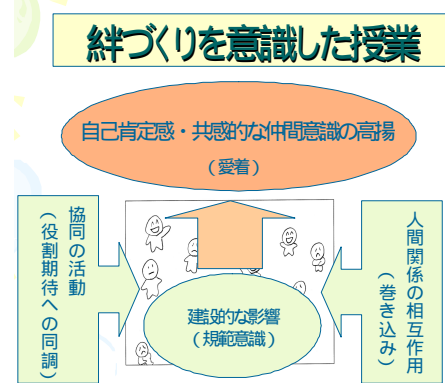 絆づくりを意識した授業
自己肯定感・共感的な仲間意識の高揚
（愛着）
協同の活動
（役割期待への同調）
建設的な影響
（規範意識）
人間関係の相互作用
（巻き込み）